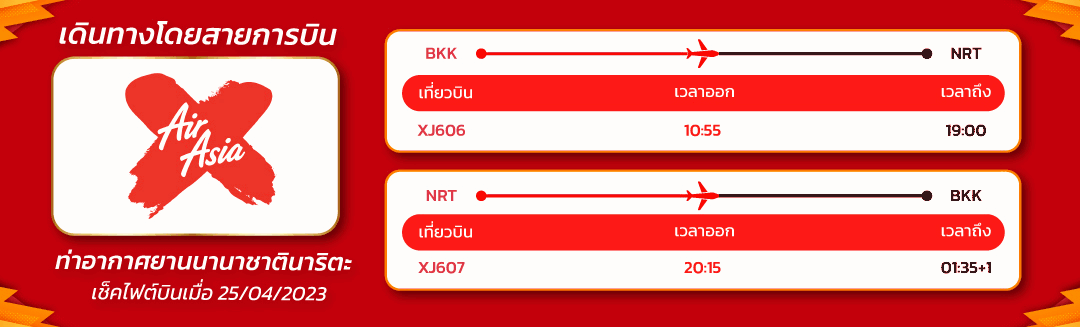 เดินทางโดยสายการบิน
Air
Asia
ท่าอากาศยานนานาชาตินาริตะ
เช็คไฟต์บินเมื่อ 25/04/2023
BKK NRT
เที่ยวบิน เวลาออก เวลาถึง
XJ606 10:55 19:00
NRT BKK
เที่ยวบิน เวลาออก เวลาถึง
XJ607 20:15 01:35+1